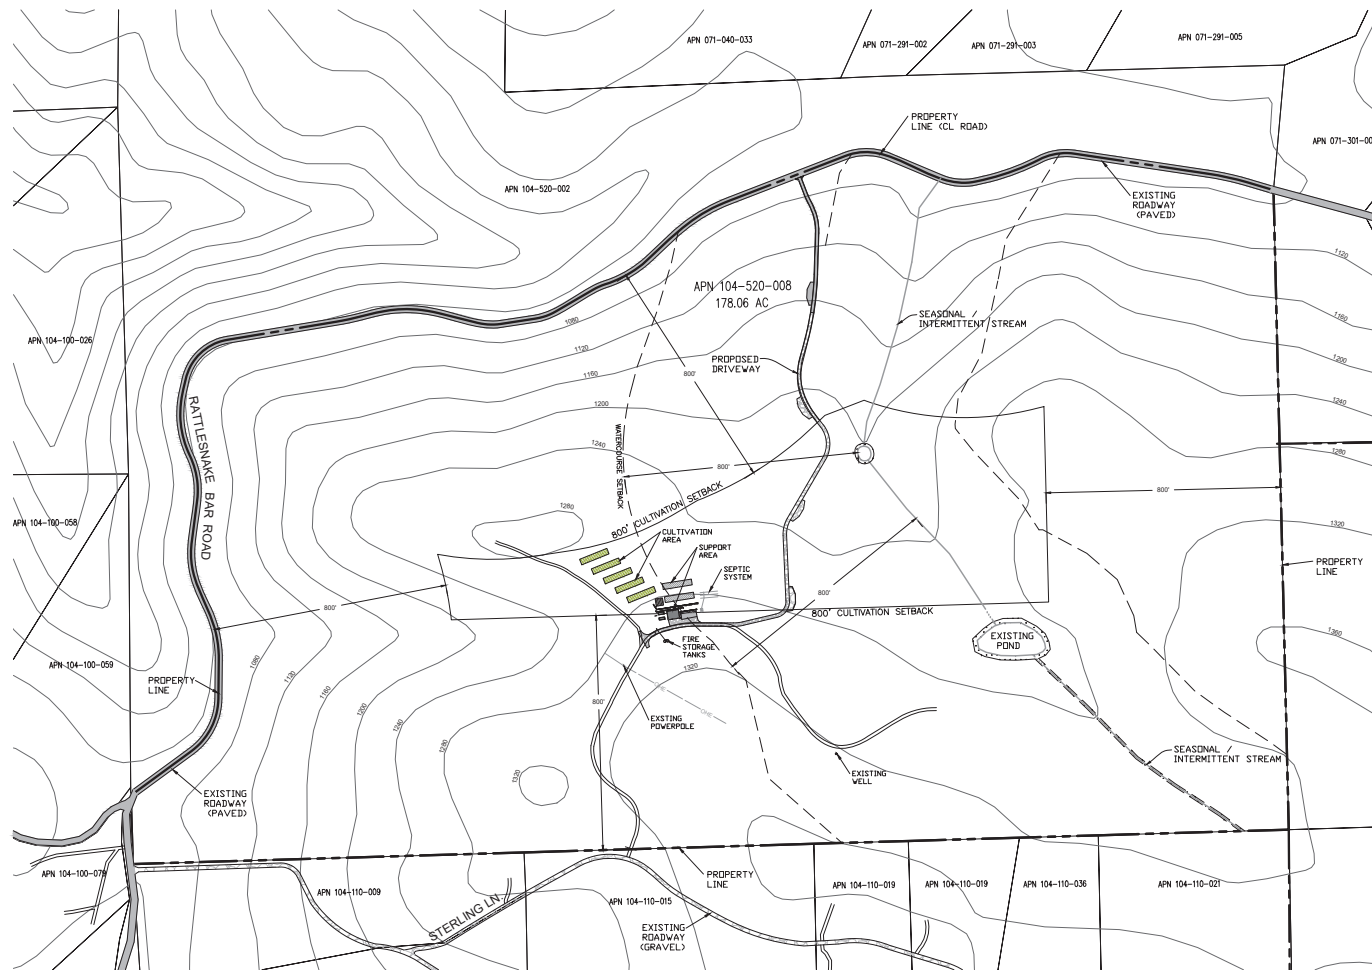 APN 071-040-033
APN 071-291-002
APN 071-291-003
APN 071-291-005
PROPERTY
LINE (CL ROAD)
APN 071-301-00
APN 104-520-002
EXISTING
ROADWAY
(PAVED)
1120
APN 104-520-008
178.06 AC
SEASONAL
INTERMITTENT STREAM
1160
1080
APN 104-100-026
1120
1200
PROPOSED
DRIVEWAY
800'
1160
1240
1200
RATTLESNAKE BAR ROAD
WATERCOURSE SETBACK
1240
1280
800'
800'
800' CULTIVATION SETBACK
1280
APN 104-100-058
1320
CULTIVATION
AREA
SUPPORT
AREA
SEPTIC
SYSTEM
PROPERTY
LINE
800'
800'
800' CULTIVATION SETBACK
EXISTING
POND
1360
FIRE
STORAGE
TANKS
1320
APN 104-100-059
PROPERTY
LINE
1080
1120
1160
1200
1240
1280
1320
800'
OHE
OHE
EXSTING
POWERPOLE
SEASONAL /
INTERMITTENT STREAM
EXISTING
WELL
EXISTING
ROADWAY
(PAVED)
APN 104-100-079
APN 104-110-009
PROPERTY
LINE
APN 104-110-015
APN 104-110-019
APN 104-110-019
APN 104-110-036
APN 104-110-021
STERLING LN.
EXISTING
ROADWAY
(GRAVEL)